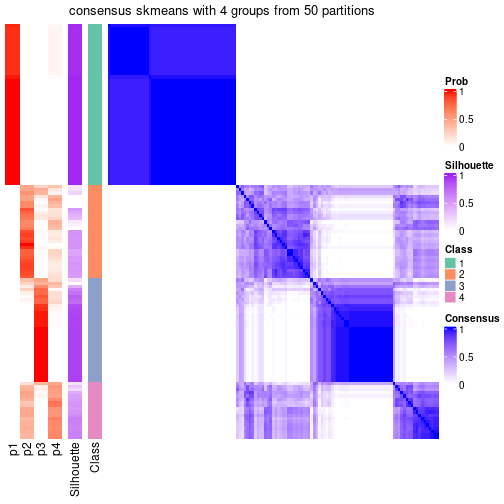 consensus skmeans with 4 groups from 50 partitions
Prob
1
0.5
0
Silhouette
1
0.5
0
Class
1
2
3
4
Consensus
1
0.5
0
p1
p2
p3
p4
Silhouette
Class